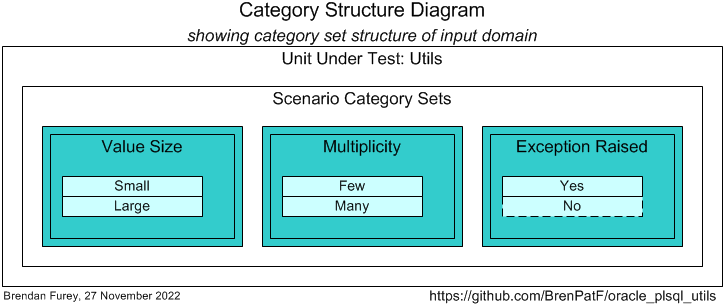 Category Structure Diagram
showing category set structure of input domain
Unit Under Test: Utils
Scenario Category Sets
Value Size
Small
Large
Multiplicity
Few
Many
Exception Raised
Yes
No
Brendan Furey, 27 November 2022
https://github.com/BrenPatF/oracle_plsql_utils